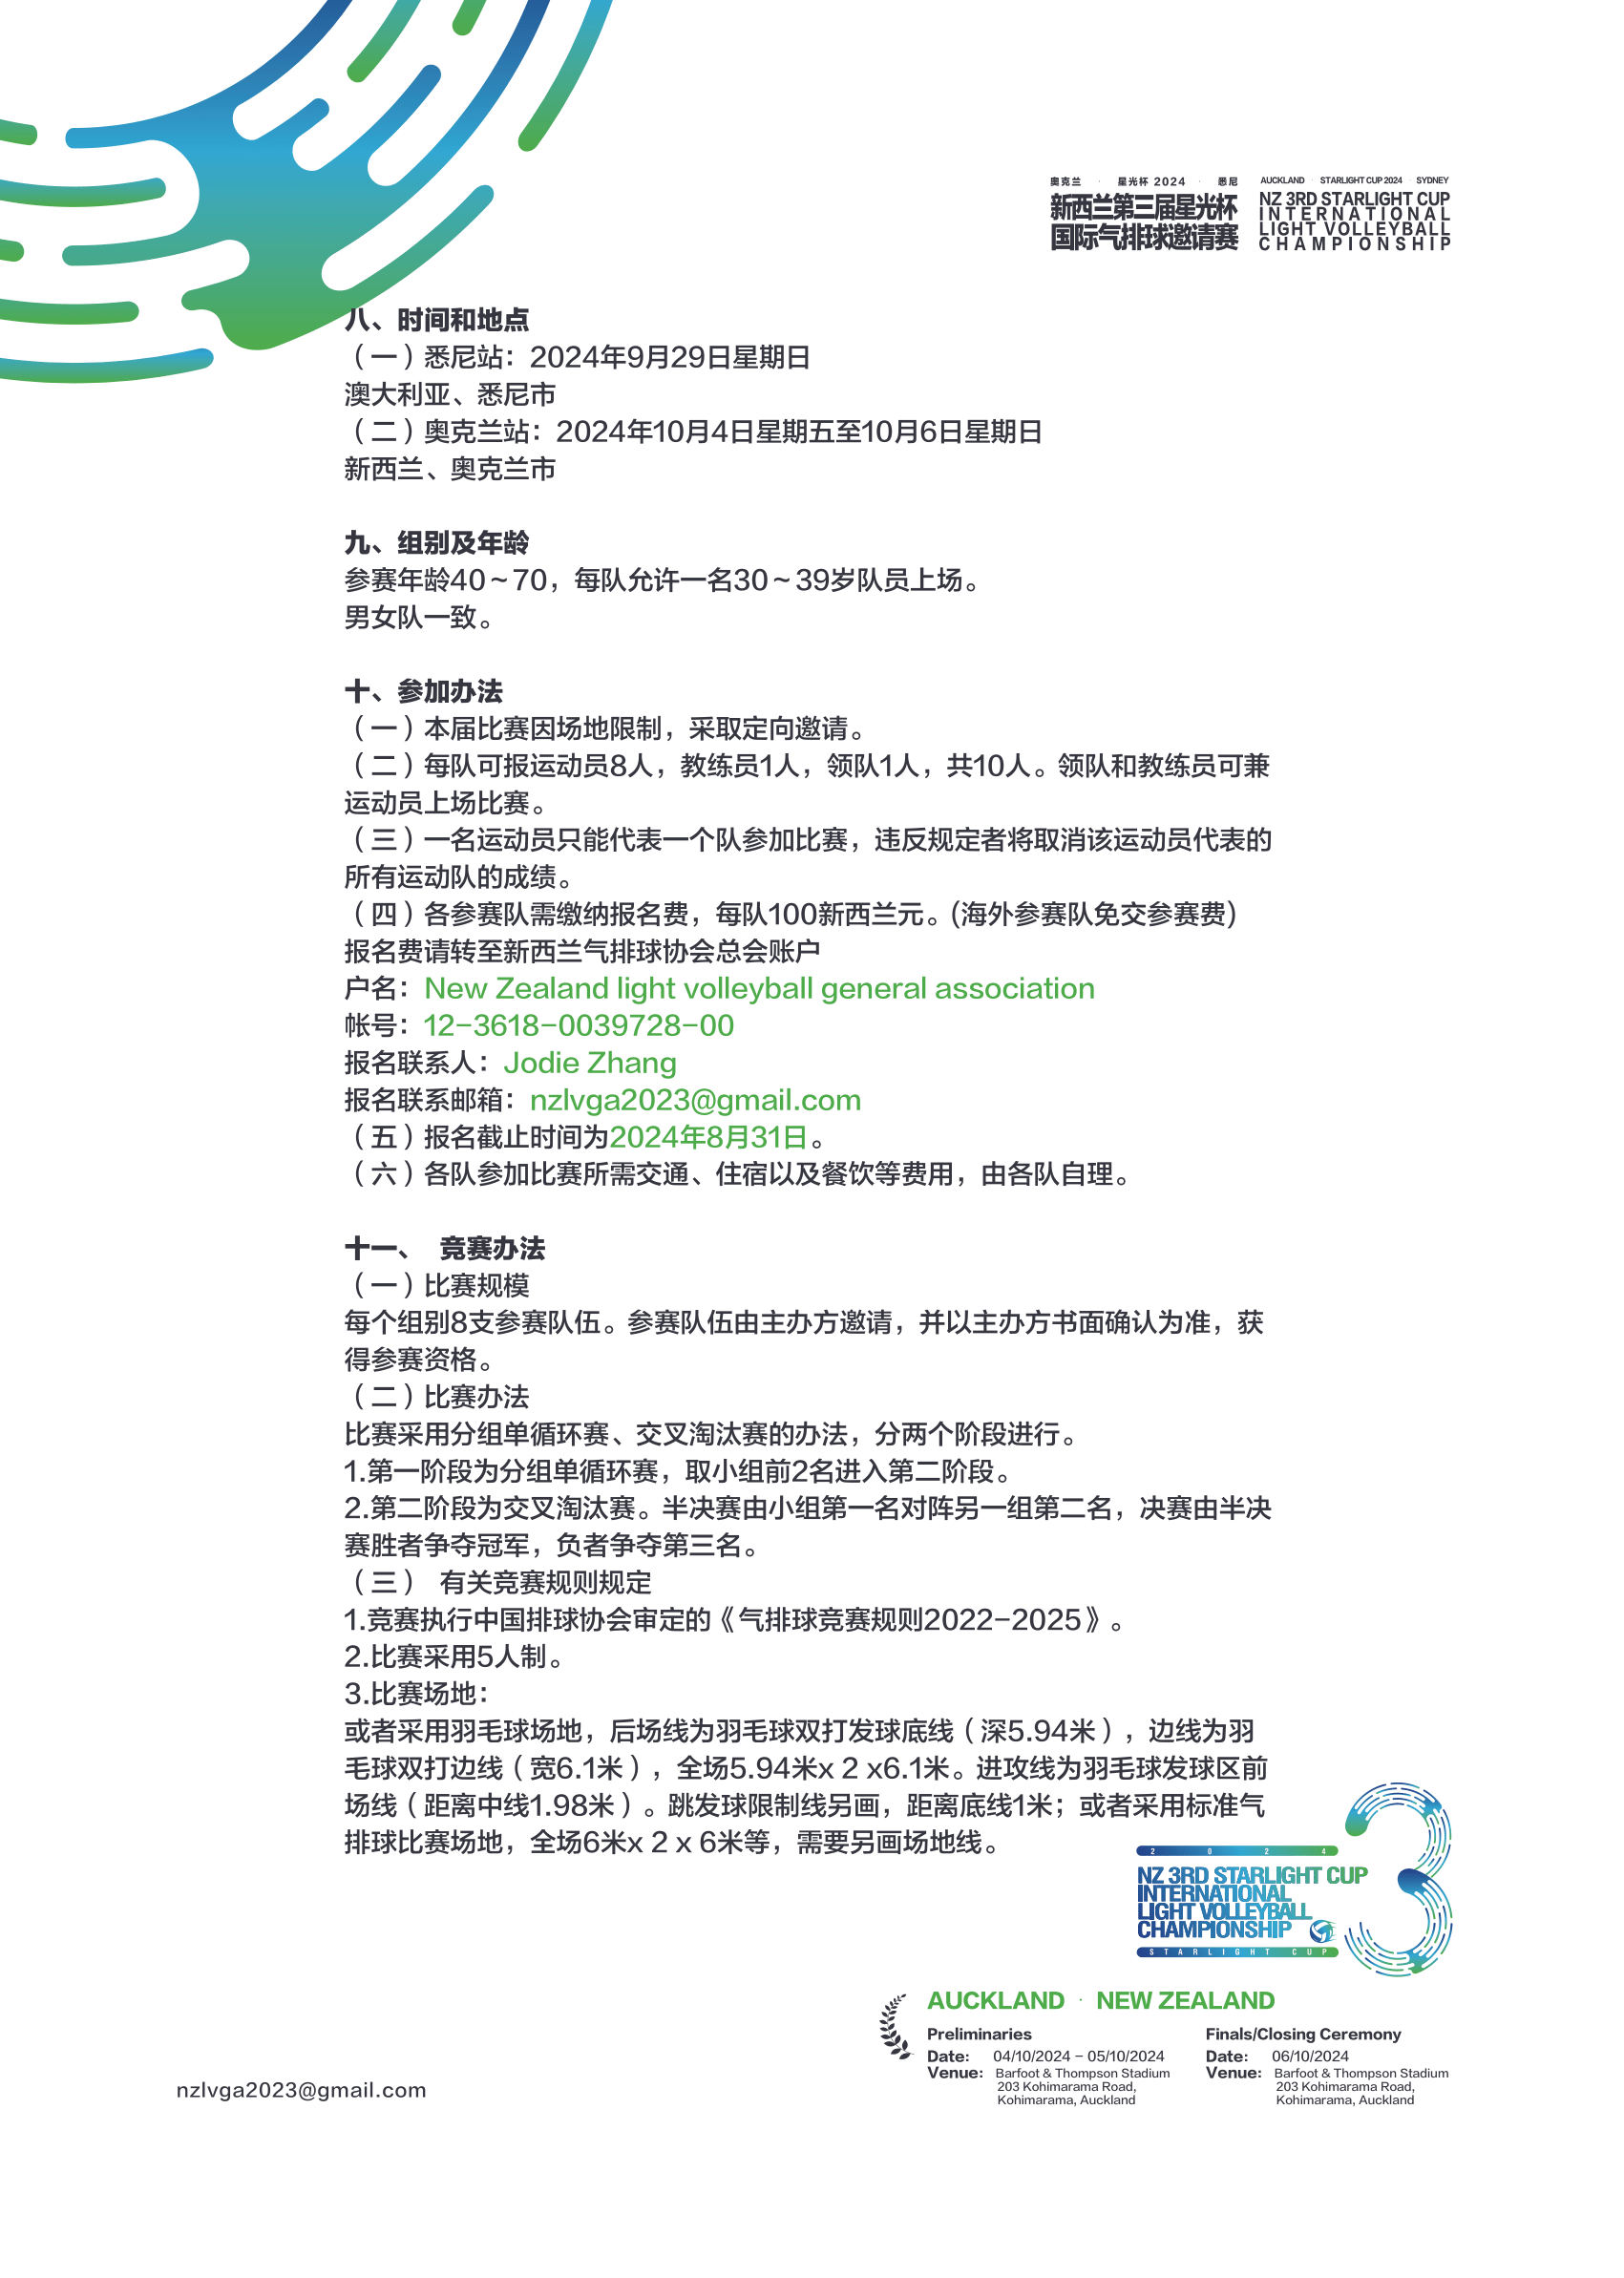 奥克兰 · 星光杯 2024 · 悉尼
新西兰第三届星光杯
国际气排球邀请赛
AUCKLAND · STARLIGHT CUP 2024 · SYDNEY
NZ 3RD STARLIGHT CUP
INTERNATIONAL
LIGHT VOLLEYBALL
CHAMPIONSHIP
八、时间和地点
（一）悉尼站：2024年9月29日星期日
澳大利亚、悉尼市
（二）奥克兰站：2024年10月4日星期五至10月6日星期日
新西兰、奥克兰市
九、组别及年龄
参赛年龄40～70，每队允许一名30～39岁队员上场。
男女队一致。
十、参加办法
（一）本届比赛因场地限制，采取定向邀请。
（二）每队可报运动员8人，教练员1人，领队1人，共10人。领队和教练员可兼
运动员上场比赛。
（三）一名运动员只能代表一个队参加比赛，违反规定者将取消该运动员代表的
所有运动队的成绩。
（四）各参赛队需缴纳报名费，每队100新西兰元。(海外参赛队免交参赛费)
报名费请转至新西兰气排球协会总会账户
户名：New Zealand light volleyball general association
帐号：12-3618-0039728-00
报名联系人：Jodie Zhang
报名联系邮箱：nzlvga2023@gmail.com
（五）报名截止时间为2024年8月31日。
（六）各队参加比赛所需交通、住宿以及餐饮等费用，由各队自理。
十一、 竞赛办法
（一）比赛规模
每个组别8支参赛队伍。参赛队伍由主办方邀请，并以主办方书面确认为准，获
得参赛资格。
（二）比赛办法
比赛采用分组单循环赛、交叉淘汰赛的办法，分两个阶段进行。
1.第一阶段为分组单循环赛，取小组前2名进入第二阶段。
2.第二阶段为交叉淘汰赛。半决赛由小组第一名对阵另一组第二名，决赛由半决
赛胜者争夺冠军，负者争夺第三名。
（三） 有关竞赛规则规定
1.竞赛执行中国排球协会审定的《气排球竞赛规则2022-2025》。
2.比赛采用5人制。
3.比赛场地：
或者采用羽毛球场地，后场线为羽毛球双打发球底线（深5.94米），边线为羽
毛球双打边线（宽6.1米），全场5.94米x 2 x6.1米。进攻线为羽毛球发球区前
场线（距离中线1.98米）。跳发球限制线另画，距离底线1米；或者采用标准气
排球比赛场地，全场6米x 2 x 6米等，需要另画场地线。
2 0 2 4
NZ 3RD STARLIGHT CUP
INTERNATIONAL
LIGHT VOLLEYBALL
CHAMPIONSHIP
STARLIGHT CUP
3
AUCKLAND · NEW ZEALAND
Preliminaries
Date: 04/10/2024 - 05/10/2024
Venue: Barfoot & Thompson Stadium
203 Kohimarama Road,
Kohimarama, Auckland
Finals/Closing Ceremony
Date: 06/10/2024
Venue: Barfoot & Thompson Stadium
203 Kohimarama Road,
Kohimarama, Auckland
nzlvga2023@gmail.com